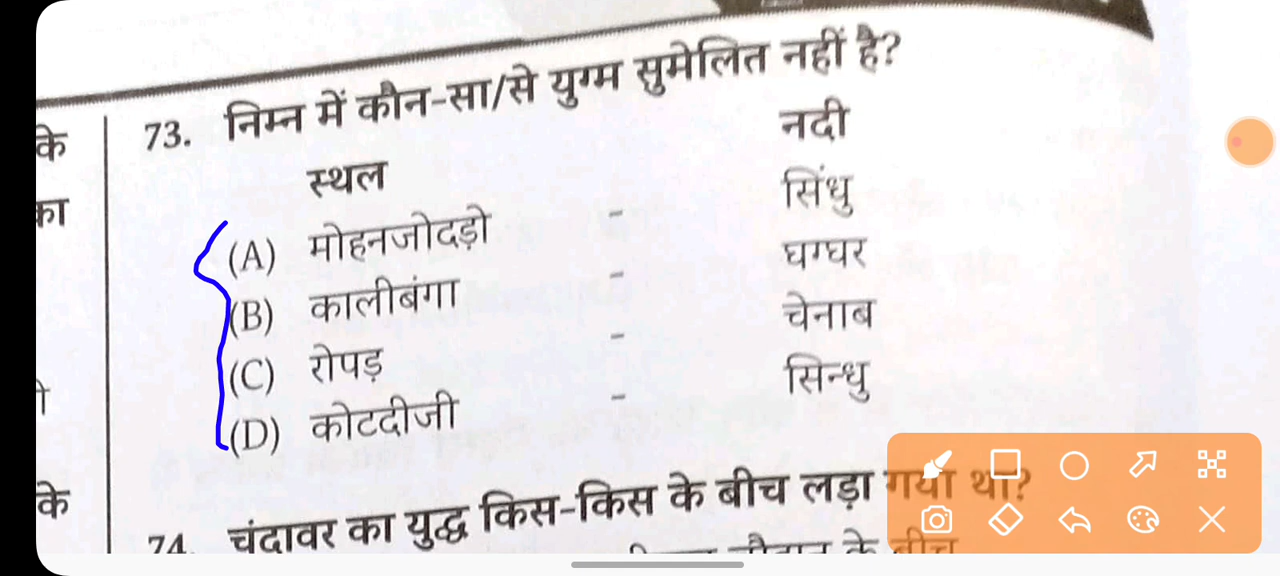 73. निम्न में कौन-सा/से युग्म सुमेलित नहीं है?
स्थल नदी
(A) मोहनजोदड़ो - सिंधु
(B) कालीबंगा - घग्घर
(C) रोपड़ - चेनाब
(D) कोटदीजी - सिन्धु
74. चंदावर का युद्ध किस-किस के बीच लड़ा गया था?
के
का
के